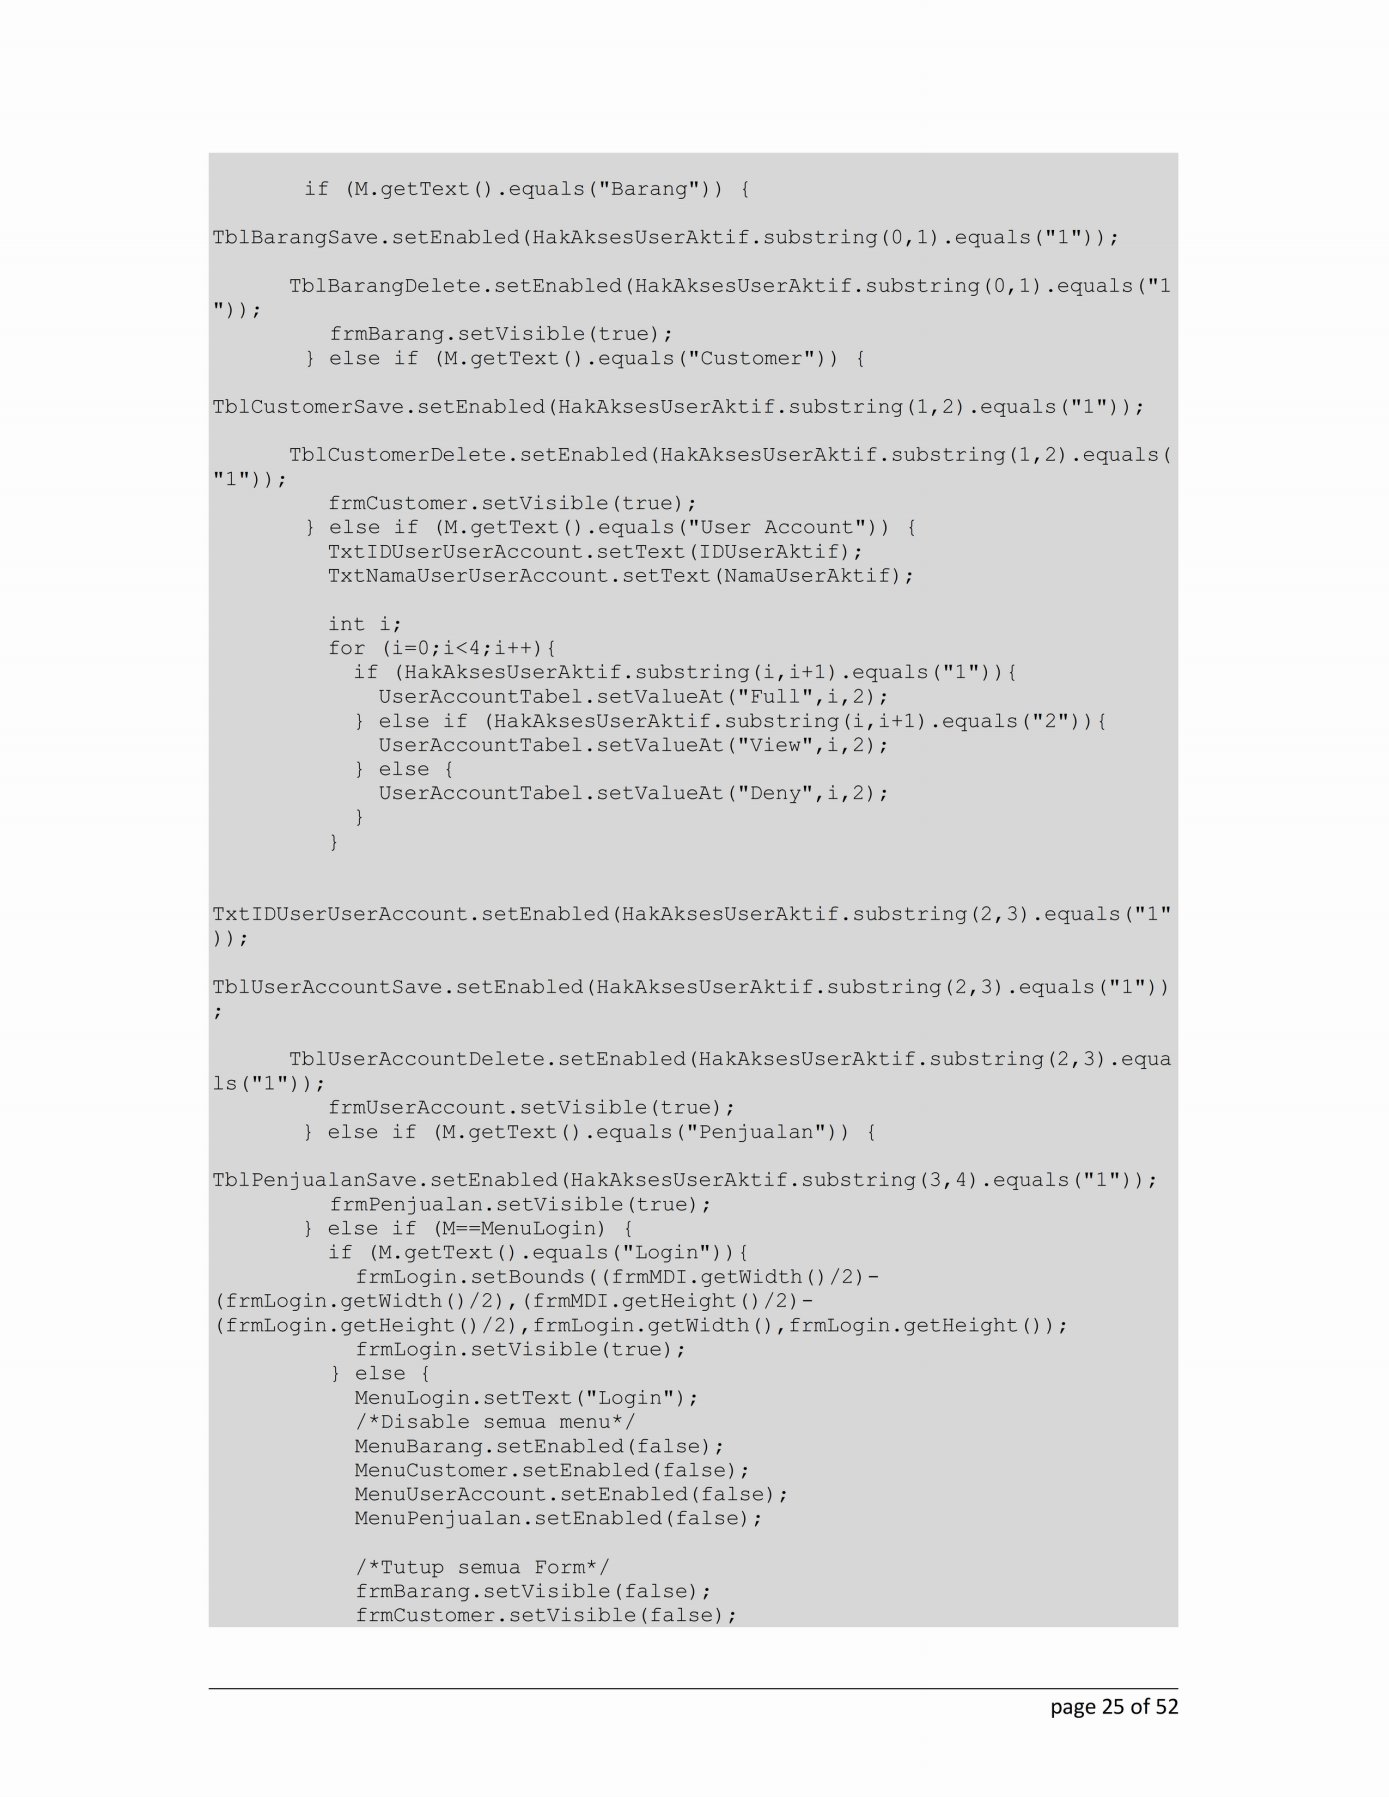 if (M.getText().equals("Barang")) {
TblBarangSave.setEnabled(HakAksesUserAktif.substring(0,1).equals("1"));
TblBarangDelete.setEnabled(HakAksesUserAktif.substring(0,1).equals("1
"));
frmBarang.setVisible(true);
} else if (M.getText().equals("Customer")) {
TblCustomerSave.setEnabled(HakAksesUserAktif.substring(1,2).equals("1"));
TblCustomerDelete.setEnabled(HakAksesUserAktif.substring(1,2).equals(
"1"));
frmCustomer.setVisible(true);
} else if (M.getText().equals("User Account")) {
TxtIDUserUserAccount.setText(IDUserAktif);
TxtNamaUserUserAccount.setText(NamaUserAktif);
int i;
for (i=0;i<4;i++){
if (HakAksesUserAktif.substring(i,i+1).equals("1")){
UserAccountTabel.setValueAt("Full",i,2);
} else if (HakAksesUserAktif.substring(i,i+1).equals("2")){
UserAccountTabel.setValueAt("View",i,2);
} else {
UserAccountTabel.setValueAt("Deny",i,2);
}
}
TxtIDUserUserAccount.setEnabled(HakAksesUserAktif.substring(2,3).equals("1"
));
TblUserAccountSave.setEnabled(HakAksesUserAktif.substring(2,3).equals("1"))
;
TblUserAccountDelete.setEnabled(HakAksesUserAktif.substring(2,3).equa
ls("1"));
frmUserAccount.setVisible(true);
} else if (M.getText().equals("Penjualan")) {
TblPenjualanSave.setEnabled(HakAksesUserAktif.substring(3,4).equals("1"));
frmPenjualan.setVisible(true);
} else if (M==MenuLogin) {
if (M.getText().equals("Login")){
frmLogin.setBounds((frmMDI.getWidth()/2)-
(frmLogin.getWidth()/2),(frmMDI.getHeight()/2)-
(frmLogin.getHeight()/2),frmLogin.getWidth(),frmLogin.getHeight());
frmLogin.setVisible(true);
} else {
MenuLogin.setText("Login");
/*Disable semua menu*/
MenuBarang.setEnabled(false);
MenuCustomer.setEnabled(false);
MenuUserAccount.setEnabled(false);
MenuPenjualan.setEnabled(false);
/*Tutup semua Form*/
frmBarang.setVisible(false);
frmCustomer.setVisible(false);
page 25 of 52